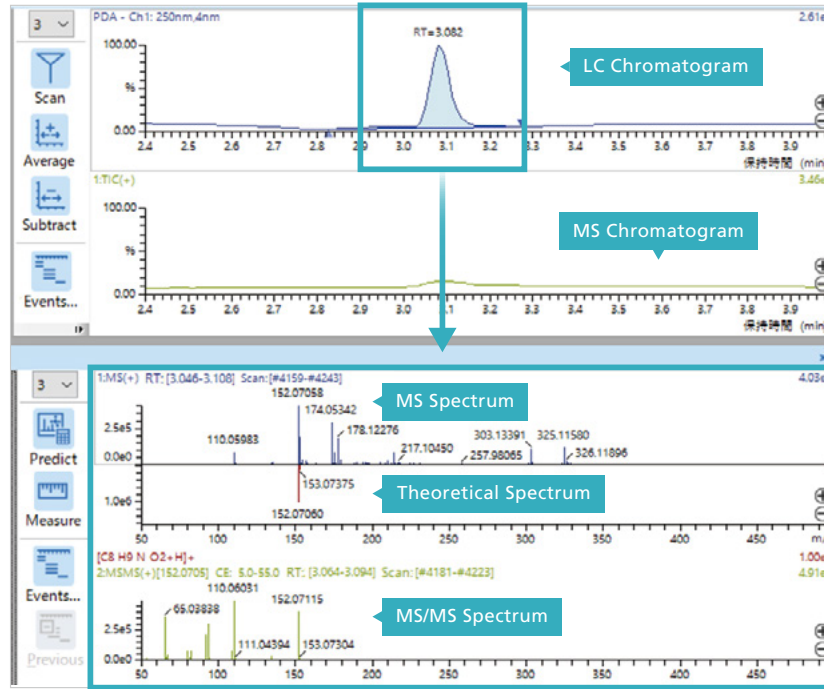 3
Scan
Average
Subtract
Events...
PDA - Ch1: 250nm,4nm
2.61e
100.00
%
0.00
RT=3.082
LC Chromatogram
2.4 2.5 2.6 2.7 2.8 2.9 3.0 3.1 3.2 3.3 3.4 3.5 3.6 3.7 3.8 3.9
保持時間 (min)
1:TIC(+)
3.46e
100.00
%
0.00
MS Chromatogram
2.4 2.5 2.6 2.7 2.8 2.9 3.0 3.1 3.2 3.3 3.4 3.5 3.6 3.7 3.8 3.9
保持時間 (min)
3
Predict
Measure
Events...
Previous
1:MS(+) RT: [3.046-3.108] Scan:[#4159-#4243]
4.03e
152.07058
174.05342
MS Spectrum
2.5e5
110.05983
178.12276
303.13391
325.11580
0.0e0
217.10450
257.98065
326.11896
153.07375
Theoretical Spectrum
1.0e6
152.07060
50 100 150 200 250 300 350 400 450
[C8 H9 N O2+H]+
1.00e
2:MSMS(+)[152.0705] CE: 5.0-55.0 RT: [3.064-3.094] Scan:[#4181-#4223]
4.91e
110.06031
65.03838
152.07115
MS/MS Spectrum
2.5e5
111.04394
153.07304
0.0e0
50 100 150 200 250 300 350 400 450